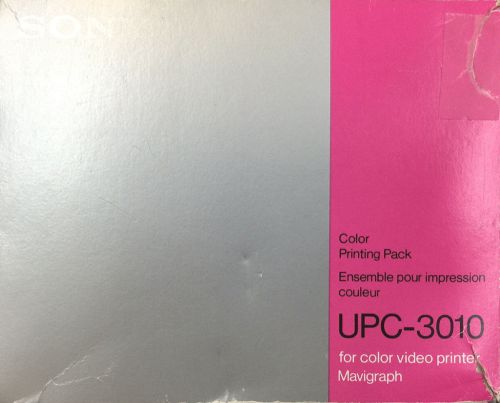 SONY
Color
Printing Pack
Ensemble pour impression
couleur
UPC-3010
for color video printer
Mavigraph